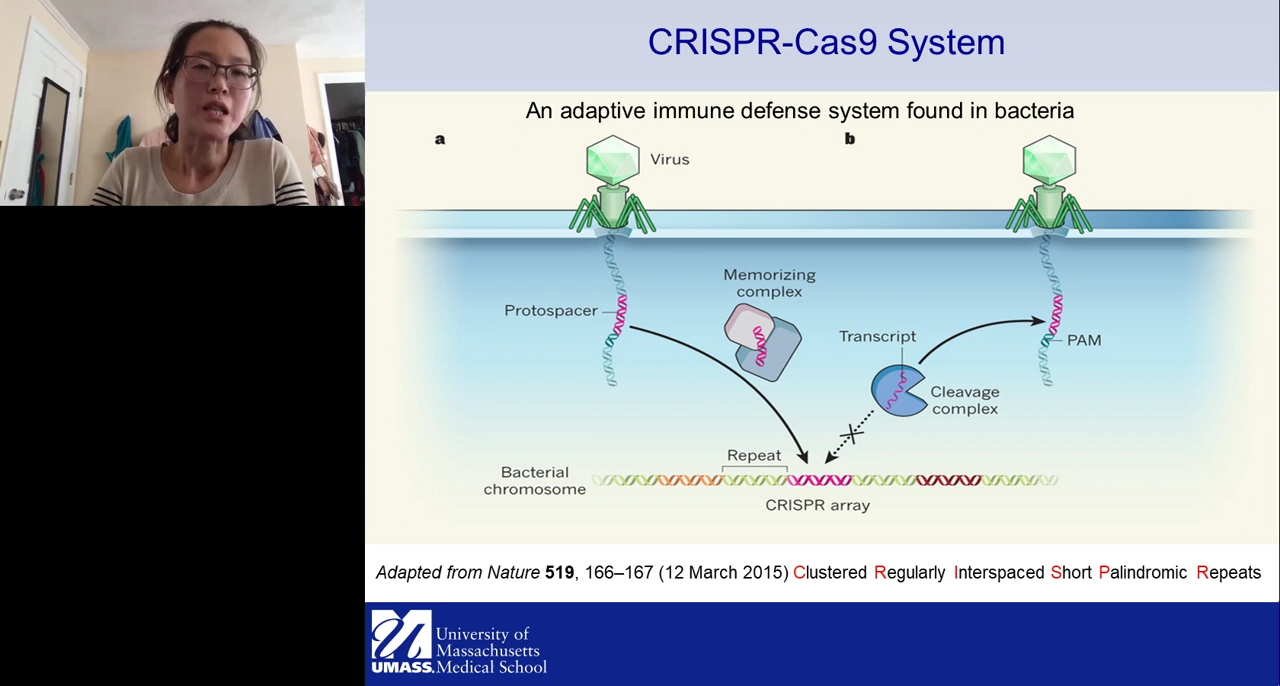 CRISPR-Cas9 System
An adaptive immune defense system found in bacteria
a
b
Virus
Memorizing
complex
Protospacer
Transcript
PAM
Cleavage
complex
Repeat
Bacterial
chromosome
CRISPR array
Adapted from Nature 519, 166–167 (12 March 2015) Clustered Regularly Interspaced Short Palindromic Repeats
University of
Massachusetts
UMASS. Medical School